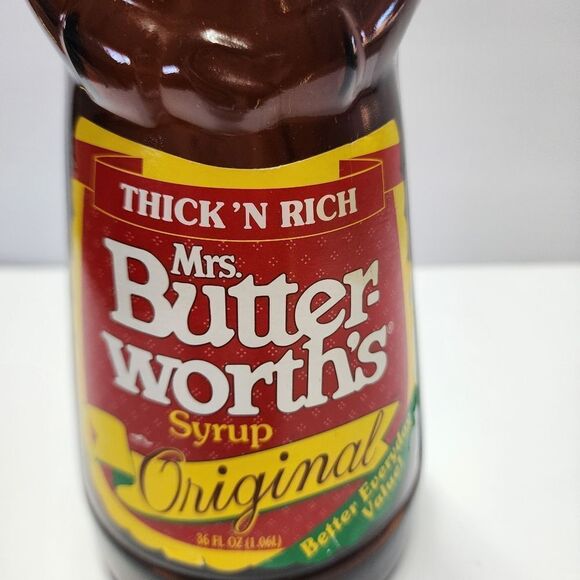 THICK 'N RICH
Mrs.
Butter-
worth's®
Syrup
Original
36 FL OZ (1.06L)
Better Everyday
Value!